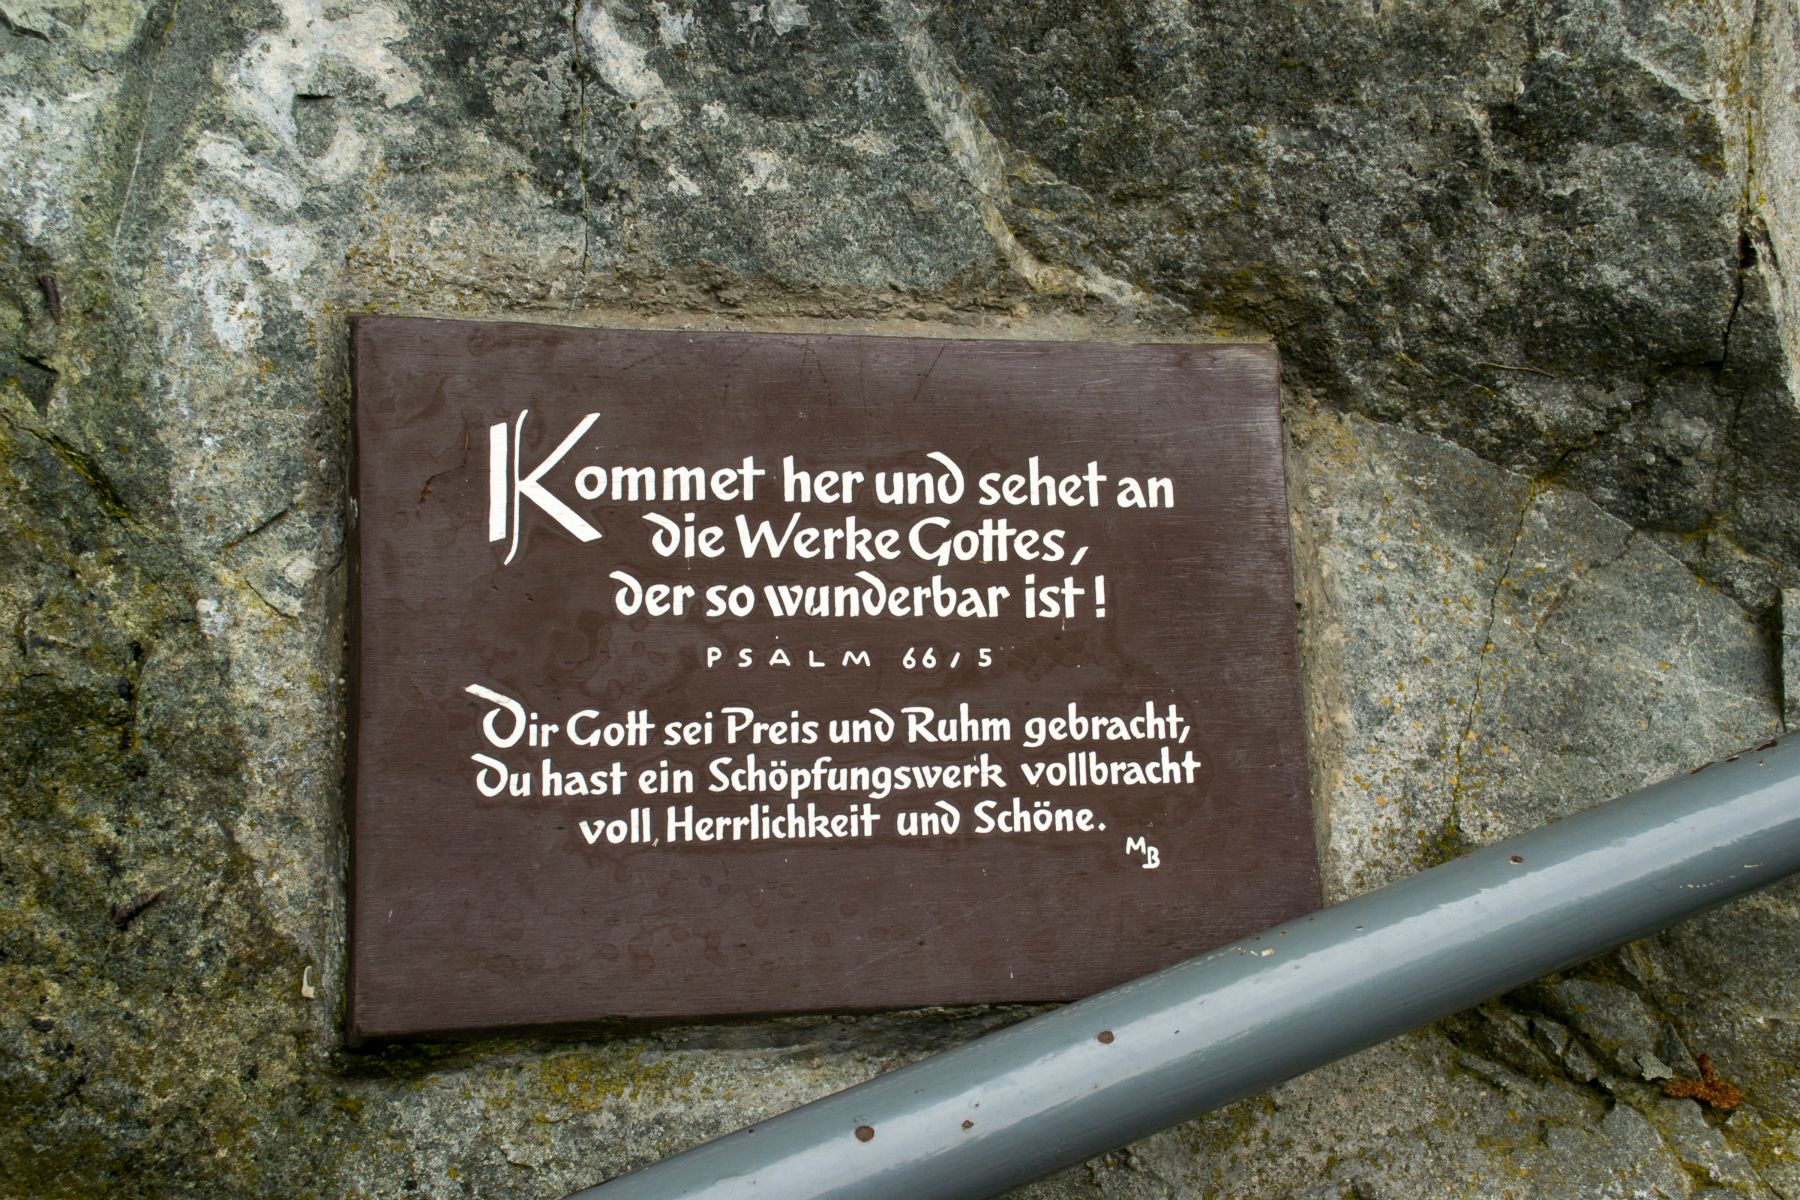 Kommet her und sehet an
die Werke Gottes,
der so wunderbar ist!
PSALM 66/5
Dir Gott sei Preis und Ruhm gebracht,
Du hast ein Schöpfungswerk vollbracht
voll Herrlichkeit und Schöne.
MB